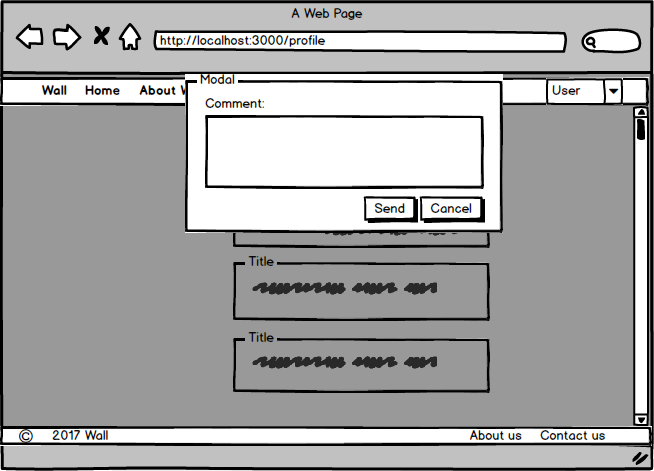 A Web Page
http://localhost:3000/profile
Wall Home About
User
Modal
Comment:
Send Cancel
Title
Title
© 2017 Wall About us Contact us